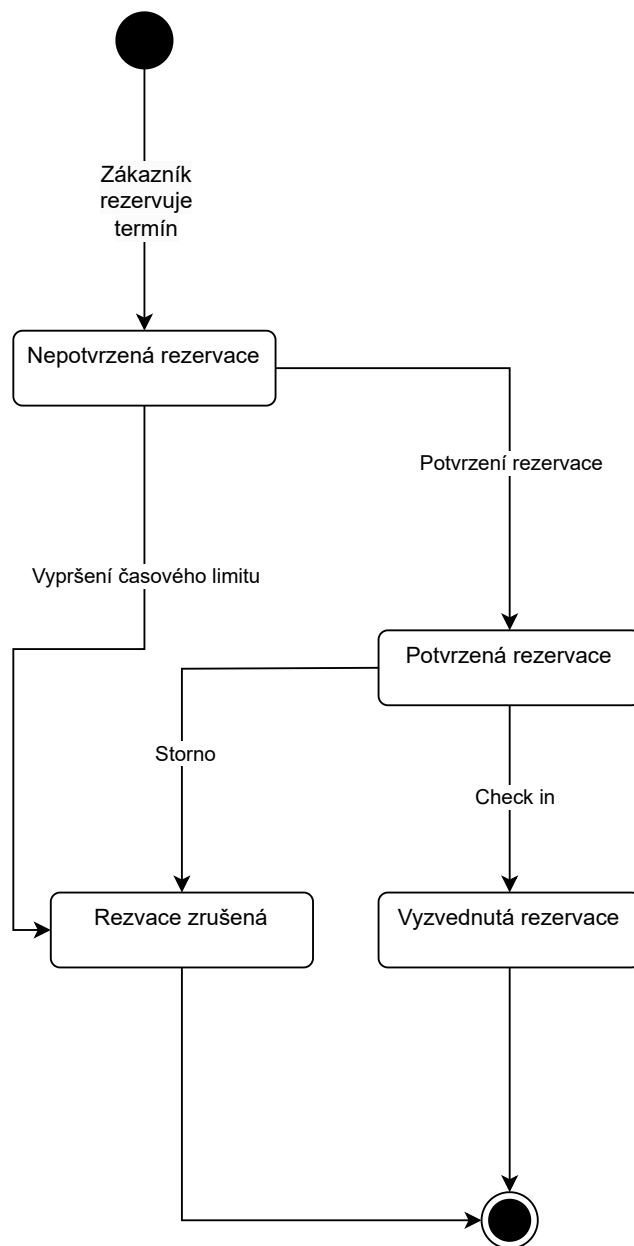 Zákazník
rezervuje
termín
Nepotvrzená rezervace
Potvrzení rezervace
Vypršení časového limitu
Potvrzená rezervace
Storno
Check in
Rezvace zrušená
Vyzvednutá rezervace